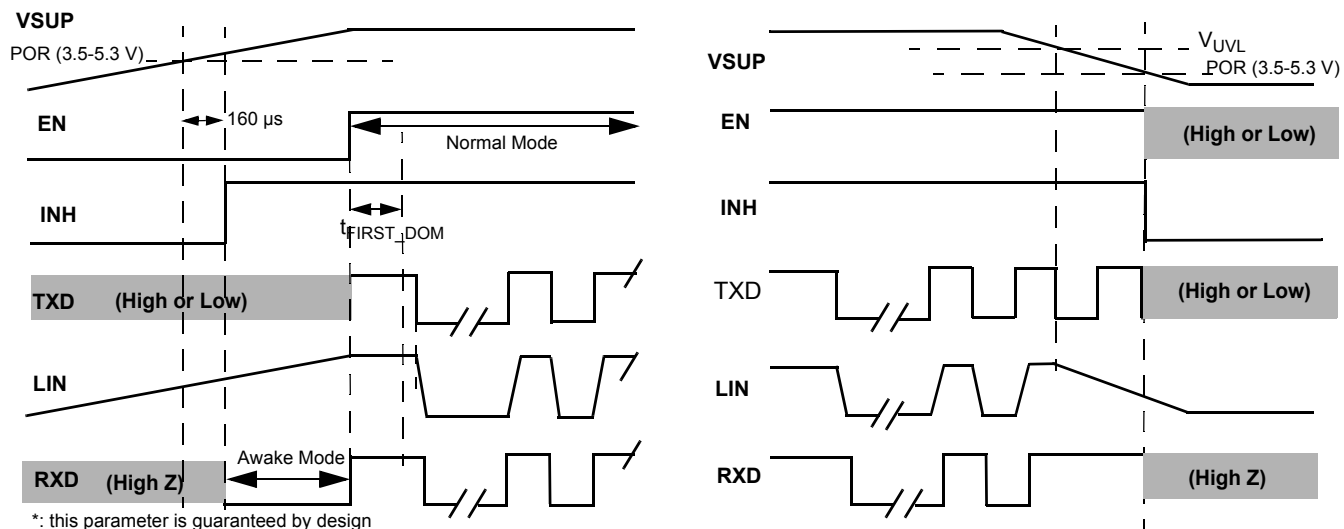 VSUP
POR (3.5-5.3 V)
160 µs
EN
Normal Mode
INH
tFIRST_DOM
TXD (High or Low)
LIN
Awake Mode
RXD (High Z)
*: this parameter is guaranteed by design
VUVL
VSUP
POR (3.5-5.3 V)
EN
(High or Low)
INH
TXD
(High or Low)
LIN
RXD
(High Z)